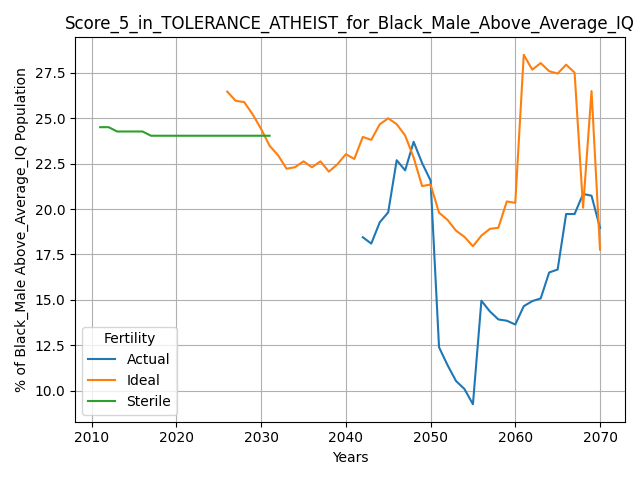 Score_5_in_TOLERANCE_ATHEIST_for_Black_Male_Above_Average_IQ
% of Black_Male Above_Average_IQ Population
27.5
25.0
22.5
20.0
17.5
15.0
12.5
10.0
Fertility
Actual
Ideal
Sterile
2010 2020 2030 2040 2050 2060 2070
Years